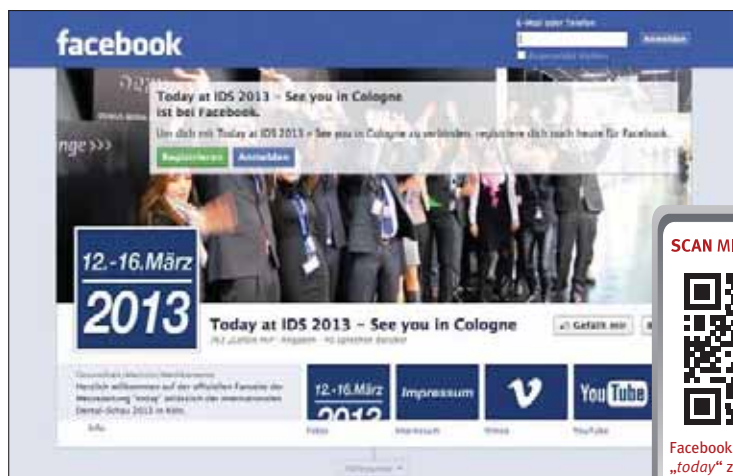 facebook
E-Mail oder Telefon
Anmelden
nge >>>
Today at IDS 2013 – See you in Cologne
ist bei Facebook.
Um dich mit Today at IDS 2013 – See you in Cologne zu verbinden, registriere dich noch heute für Facebook.
Registrieren Anmelden
12.-16.März
2013
Today at IDS 2013 – See you in Cologne
Gefällt mir
Herzlich willkommen auf der offiziellen Fanseite der
Messezeitung "today" anlässlich der Internationalen
Dental-Schau 2013 in Köln.
Info
12.-16.März
2013
Impressum
You Tube
Fotos
Impressum
Vimeo
YouTube
SCAN ME
Facebook
„today“ z